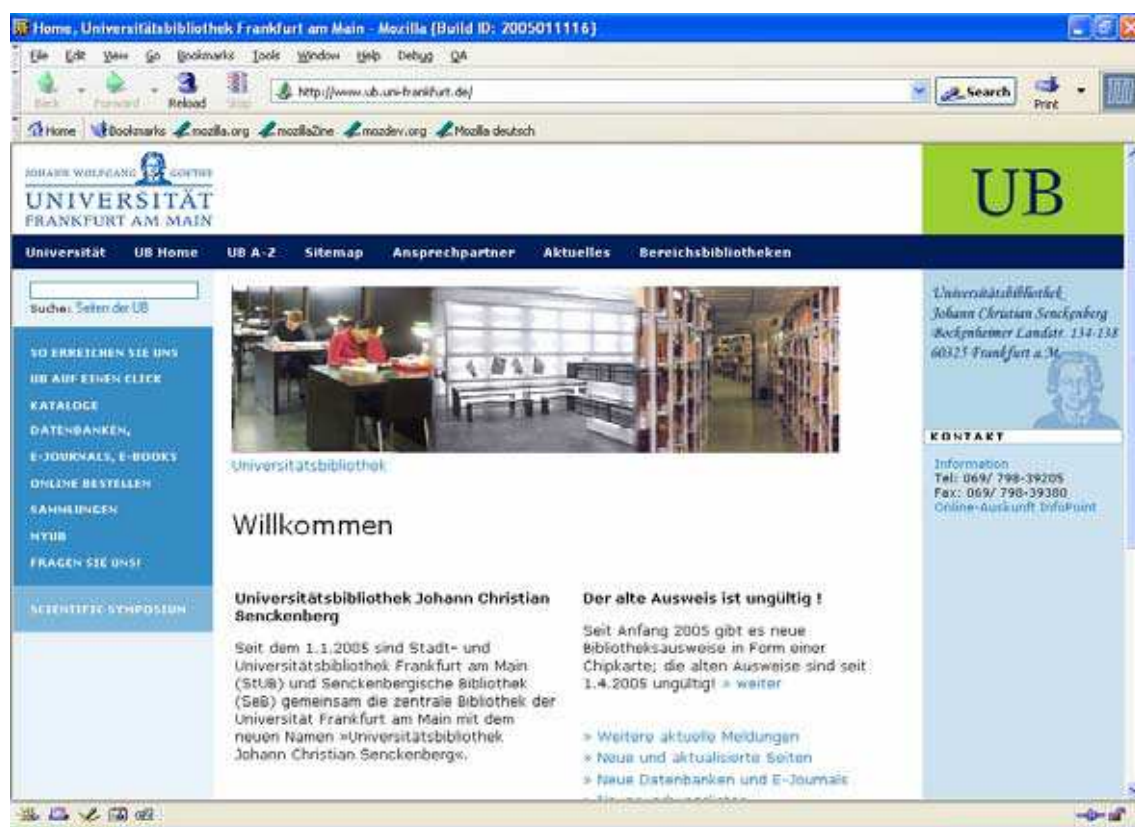 Home, Universitätsbibliothek Frankfurt am Main - Mozilla {Build ID: 2005011116}
File Edit View Go Bookmarks Tools Window Help Debug QA
Back Forward Reload Stop http://www.ub.uni-frankfurt.de/ Search Print
Home Bookmarks mozilla.org mozillaZine mozdev.org Mozilla deutsch
JOHANN WOLFGANG GOETHE
UNIVERSITÄT
FRANKFURT AM MAIN
UB
Universität UB Home UB A-Z Sitemap Ansprechpartner Aktuelles Bereichsbibliotheken
Suche: Seiten der UB
SO ERREICHEN SIE UNS
UB AUF EINEN CLICK
KATALOGE
DATENBANKEN,
E-JOURNALS, E-BOOKS
ONLINE BESTELLEN
SAMMLUNGEN
MYUB
FRAGEN SIE UNS!
SCIENTIFIC SYMPOSIUM
Universitätsbibliothek
Willkommen
Universitätsbibliothek Johann Christian
Senckenberg
Seit dem 1.1.2005 sind Stadt- und
Universitätsbibliothek Frankfurt am Main
(StUB) und Senckenbergische Bibliothek
(SeB) gemeinsam die zentrale Bibliothek der
Universität Frankfurt am Main mit dem
neuen Namen »Universitätsbibliothek
Johann Christian Senckenberg«.
Der alte Ausweis ist ungültig !
Seit Anfang 2005 gibt es neue
Bibliotheksausweise in Form einer
Chipkarte; die alten Ausweise sind seit
1.4.2005 ungültig! » weiter
» Weitere aktuelle Meldungen
» Neue und aktualisierte Seiten
» Neue Datenbanken und E-Journals
Universitätsbibliothek
Johann Christian Senckenberg
Bockenheimer Landstr. 134-138
60325 Frankfurt a.M.
KONTAKT
Information
Tel: 069/ 798-39205
Fax: 069/ 798-39380
Online-Auskunft InfoPoint